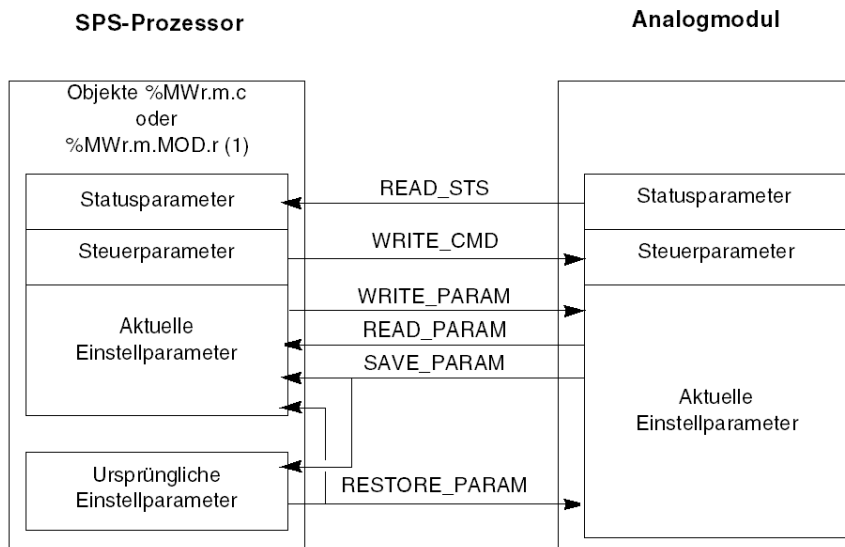 SPS-Prozessor
Analogmodul
Objekte %MWr.m.c
oder
%MWr.m.MOD.r (1)
Statusparameter
READ_STS
Statusparameter
Steuerparameter
WRITE_CMD
Steuerparameter
Aktuelle
Einstellparameter
WRITE_PARAM
READ_PARAM
SAVE_PARAM
Aktuelle
Einstellparameter
Ursprüngliche
Einstellparameter
RESTORE_PARAM